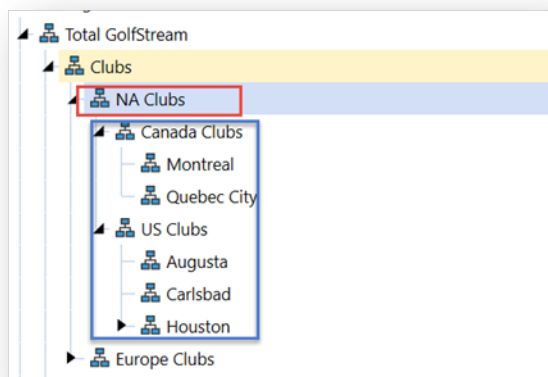 Total GolfStream
Clubs
NA Clubs
Canada Clubs
Montreal
Quebec City
US Clubs
Augusta
Carlsbad
Houston
Europe Clubs